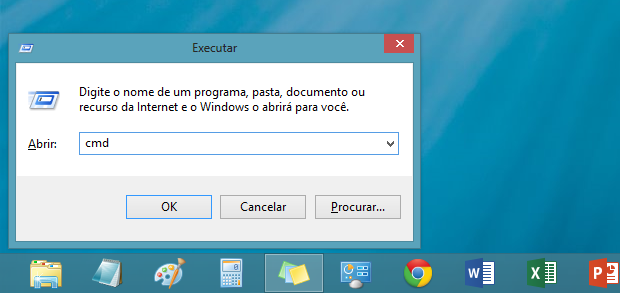 Executar
Digite o nome de um programa, pasta, documento ou
recurso da Internet e o Windows o abrirá para você.
Abrir: cmd
OK Cancelar Procurar...
W X P